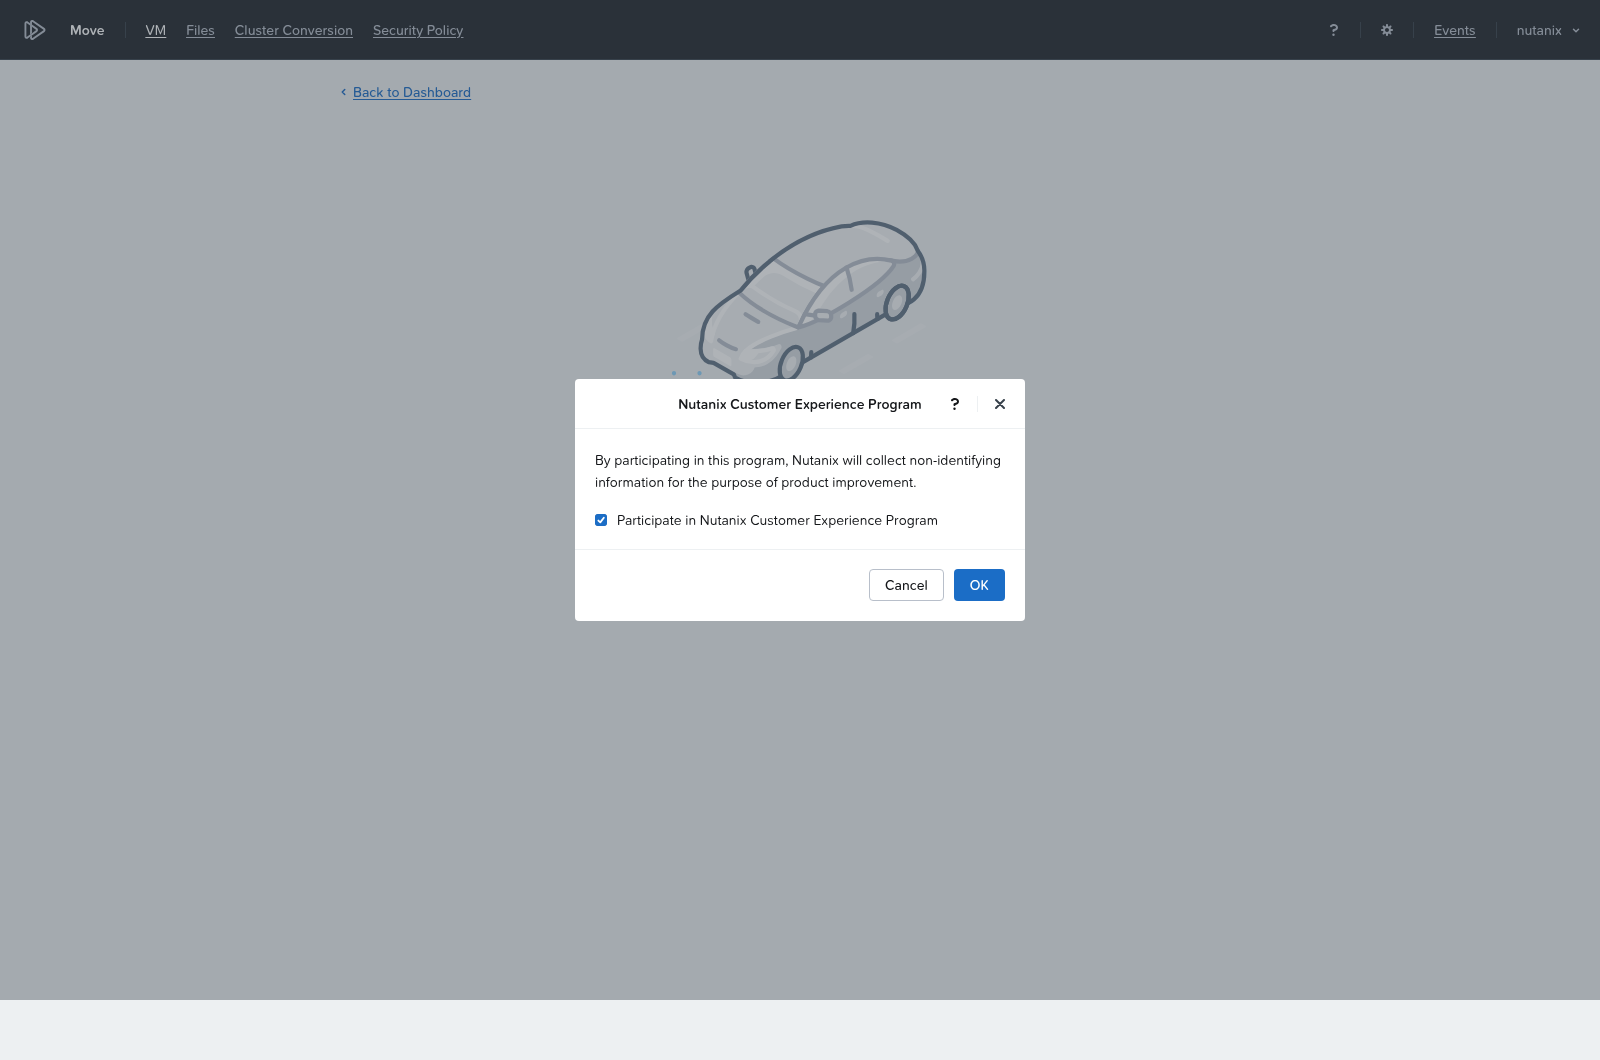 Move VM Files Cluster Conversion Security Policy ? Events nutanix
Back to Dashboard
Nutanix Customer Experience Program ?
By participating in this program, Nutanix will collect non-identifying
information for the purpose of product improvement.
Participate in Nutanix Customer Experience Program
Cancel OK